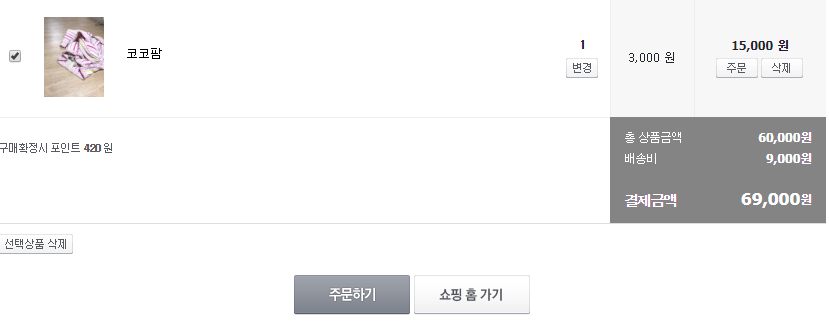 코코팜
1
변경
3,000 원
15,000 원
주문 삭제
구매확정시 포인트 420 원
총 상품금액 60,000원
배송비 9,000원
결제금액 69,000원
선택상품 삭제
주문하기 쇼핑 홈 가기